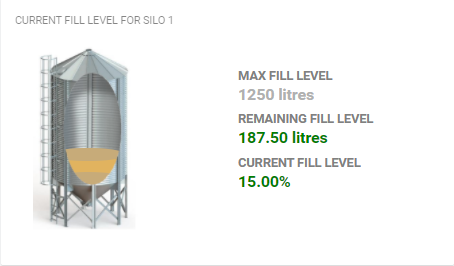 CURRENT FILL LEVEL FOR SILO 1
MAX FILL LEVEL
1250 litres
REMAINING FILL LEVEL
187.50 litres
CURRENT FILL LEVEL
15.00%